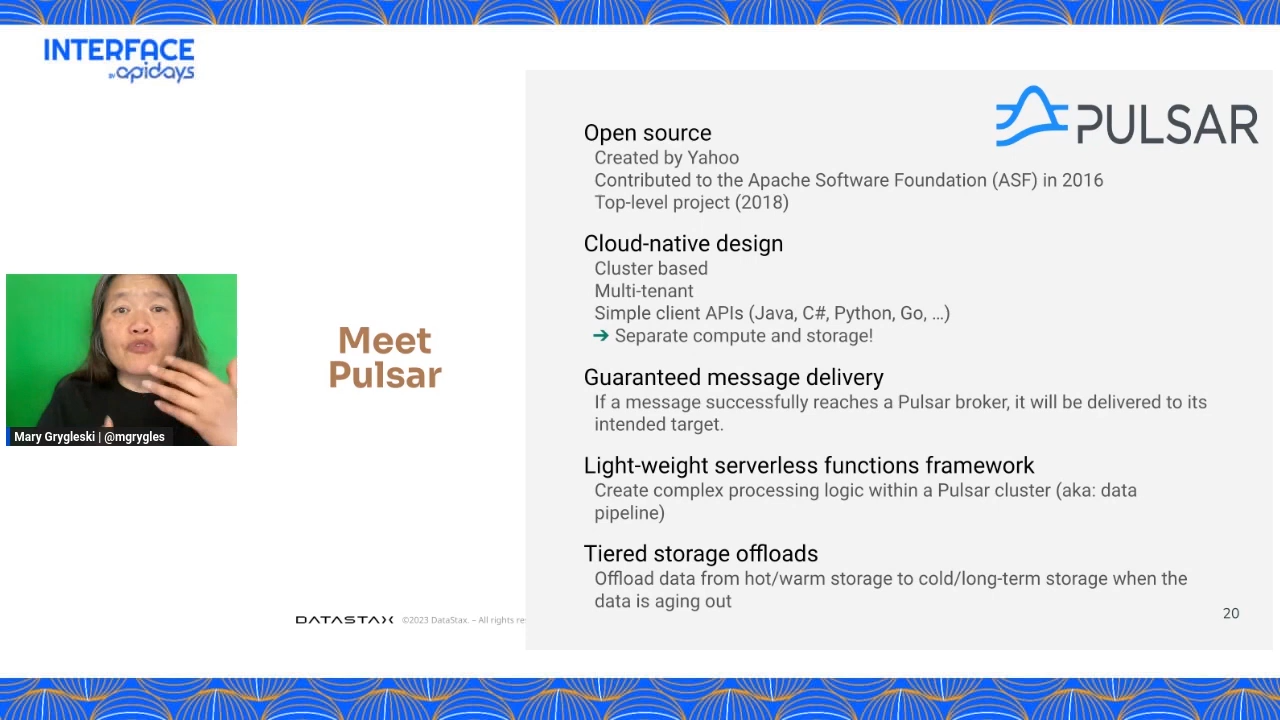 INTERFACE
BY apidays
PULSAR
Open source
Created by Yahoo
Contributed to the Apache Software Foundation (ASF) in 2016
Top-level project (2018)
Cloud-native design
Cluster based
Multi-tenant
Simple client APIs (Java, C#, Python, Go, ...)
➔ Separate compute and storage!
Meet
Pulsar
Mary Grygleski | @mgrygles
Guaranteed message delivery
If a message successfully reaches a Pulsar broker, it will be delivered to its
intended target.
Light-weight serverless functions framework
Create complex processing logic within a Pulsar cluster (aka: data
pipeline)
Tiered storage offloads
Offload data from hot/warm storage to cold/long-term storage when the
data is aging out
DATASTAX ©2023 DataStax. – All rights re
20